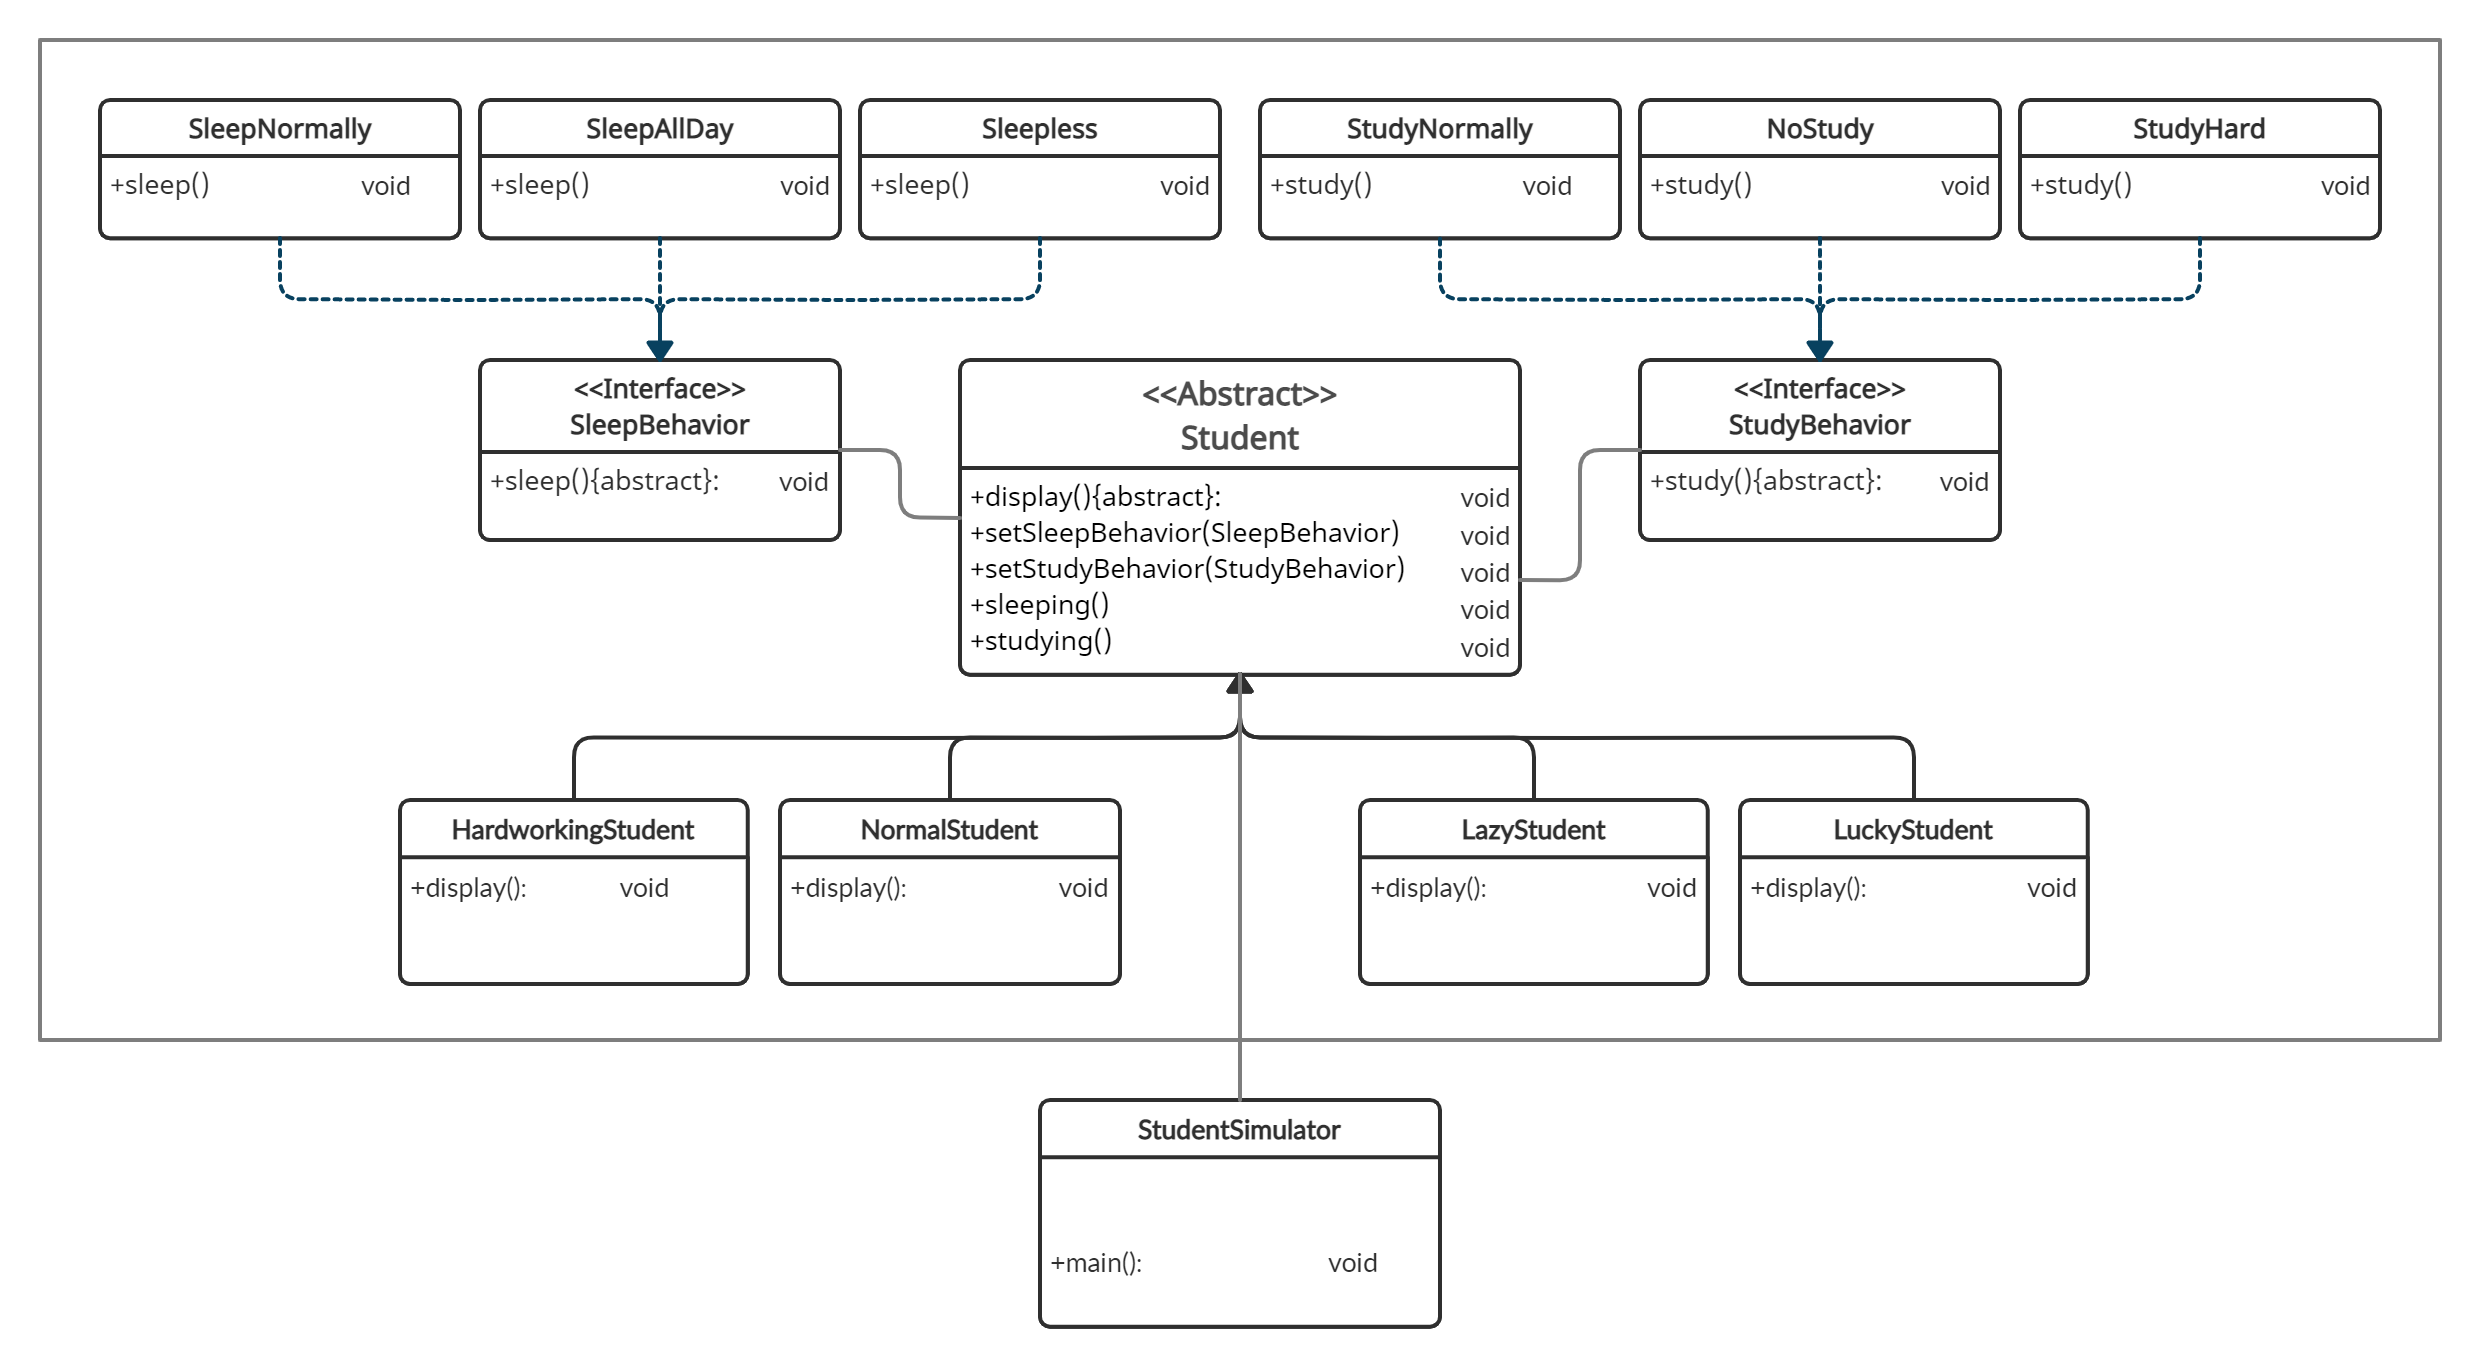 SleepNormally
+sleep() void
SleepAllDay
+sleep() void
Sleepless
+sleep() void
StudyNormally
+study() void
NoStudy
+study() void
StudyHard
+study() void
<<Interface>>
SleepBehavior
+sleep(){abstract}: void
<<Abstract>>
Student
+display(){abstract}: void
+setSleepBehavior(SleepBehavior) void
+setStudyBehavior(StudyBehavior) void
+sleeping() void
+studying() void
<<Interface>>
StudyBehavior
+study(){abstract}: void
HardworkingStudent
+display(): void
NormalStudent
+display(): void
LazyStudent
+display(): void
LuckyStudent
+display(): void
StudentSimulator
+main(): void